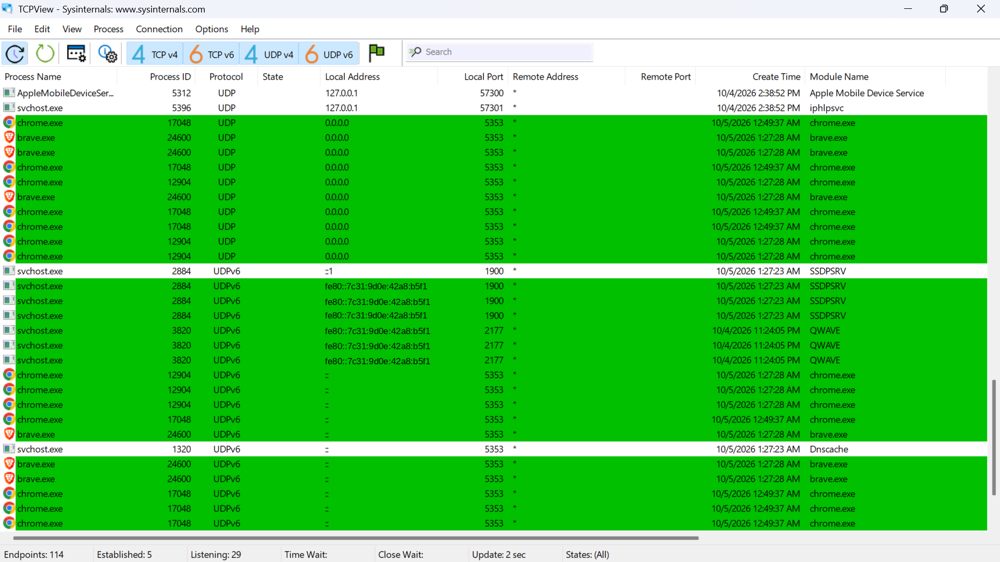 TCPView - Sysinternals: www.sysinternals.com
File Edit View Process Connection Options Help
4 TCP v4 6 TCP v6 4 UDP v4 6 UDP v6 Search
Process Name Process ID Protocol State Local Address Local Port Remote Address Remote Port Create Time Module Name
AppleMobileDeviceSer... 5312 UDP 127.0.0.1 57300 * 10/4/2026 2:38:52 PM Apple Mobile Device Service
svchost.exe 5396 UDP 127.0.0.1 57301 * 10/4/2026 2:38:52 PM iphlpsvc
chrome.exe 17048 UDP 0.0.0.0 5353 * 10/5/2026 12:49:37 AM chrome.exe
brave.exe 24600 UDP 0.0.0.0 5353 * 10/5/2026 1:27:28 AM brave.exe
brave.exe 24600 UDP 0.0.0.0 5353 * 10/5/2026 1:27:28 AM brave.exe
chrome.exe 17048 UDP 0.0.0.0 5353 * 10/5/2026 12:49:37 AM chrome.exe
chrome.exe 12904 UDP 0.0.0.0 5353 * 10/5/2026 1:27:28 AM chrome.exe
brave.exe 24600 UDP 0.0.0.0 5353 * 10/5/2026 1:27:28 AM brave.exe
chrome.exe 17048 UDP 0.0.0.0 5353 * 10/5/2026 12:49:37 AM chrome.exe
chrome.exe 17048 UDP 0.0.0.0 5353 * 10/5/2026 12:49:37 AM chrome.exe
chrome.exe 12904 UDP 0.0.0.0 5353 * 10/5/2026 1:27:28 AM chrome.exe
chrome.exe 12904 UDP 0.0.0.0 5353 * 10/5/2026 1:27:28 AM chrome.exe
svchost.exe 2884 UDPv6 ::1 1900 * 10/5/2026 1:27:23 AM SSDPSRV
svchost.exe 2884 UDPv6 fe80::7c31:9d0e:42a8:b5f1 1900 * 10/5/2026 1:27:23 AM SSDPSRV
svchost.exe 2884 UDPv6 fe80::7c31:9d0e:42a8:b5f1 1900 * 10/5/2026 1:27:23 AM SSDPSRV
svchost.exe 2884 UDPv6 fe80::7c31:9d0e:42a8:b5f1 1900 * 10/5/2026 1:27:23 AM SSDPSRV
svchost.exe 3820 UDPv6 fe80::7c31:9d0e:42a8:b5f1 2177 * 10/4/2026 11:24:05 PM QWAVE
svchost.exe 3820 UDPv6 fe80::7c31:9d0e:42a8:b5f1 2177 * 10/4/2026 11:24:05 PM QWAVE
svchost.exe 3820 UDPv6 fe80::7c31:9d0e:42a8:b5f1 2177 * 10/4/2026 11:24:05 PM QWAVE
chrome.exe 12904 UDPv6 :: 5353 * 10/5/2026 1:27:28 AM chrome.exe
chrome.exe 12904 UDPv6 :: 5353 * 10/5/2026 1:27:28 AM chrome.exe
chrome.exe 12904 UDPv6 :: 5353 * 10/5/2026 1:27:28 AM chrome.exe
chrome.exe 17048 UDPv6 :: 5353 * 10/5/2026 12:49:37 AM chrome.exe
brave.exe 24600 UDPv6 :: 5353 * 10/5/2026 1:27:28 AM brave.exe
svchost.exe 1320 UDPv6 :: 5353 * 10/5/2026 1:27:23 AM Dnscache
brave.exe 24600 UDPv6 :: 5353 * 10/5/2026 1:27:28 AM brave.exe
brave.exe 24600 UDPv6 :: 5353 * 10/5/2026 1:27:28 AM brave.exe
chrome.exe 17048 UDPv6 :: 5353 * 10/5/2026 12:49:37 AM chrome.exe
chrome.exe 17048 UDPv6 :: 5353 * 10/5/2026 12:49:37 AM chrome.exe
chrome.exe 17048 UDPv6 :: 5353 * 10/5/2026 12:49:37 AM chrome.exe
Endpoints: 114 Established: 5 Listening: 29 Time Wait: Close Wait: Update: 2 sec States: (All)